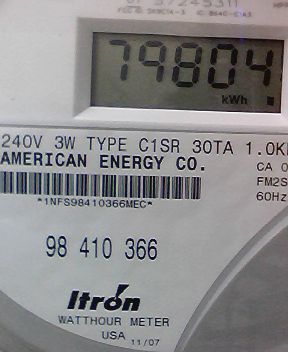 37245311
79804
kWh
240V 3W TYPE C1SR 30TA 1.0K
AMERICAN ENERGY CO.
CA 0
FM2S
60Hz
*1NFS98410366MEC*
98 410 366
Itron
WATTHOUR METER
USA 11/07